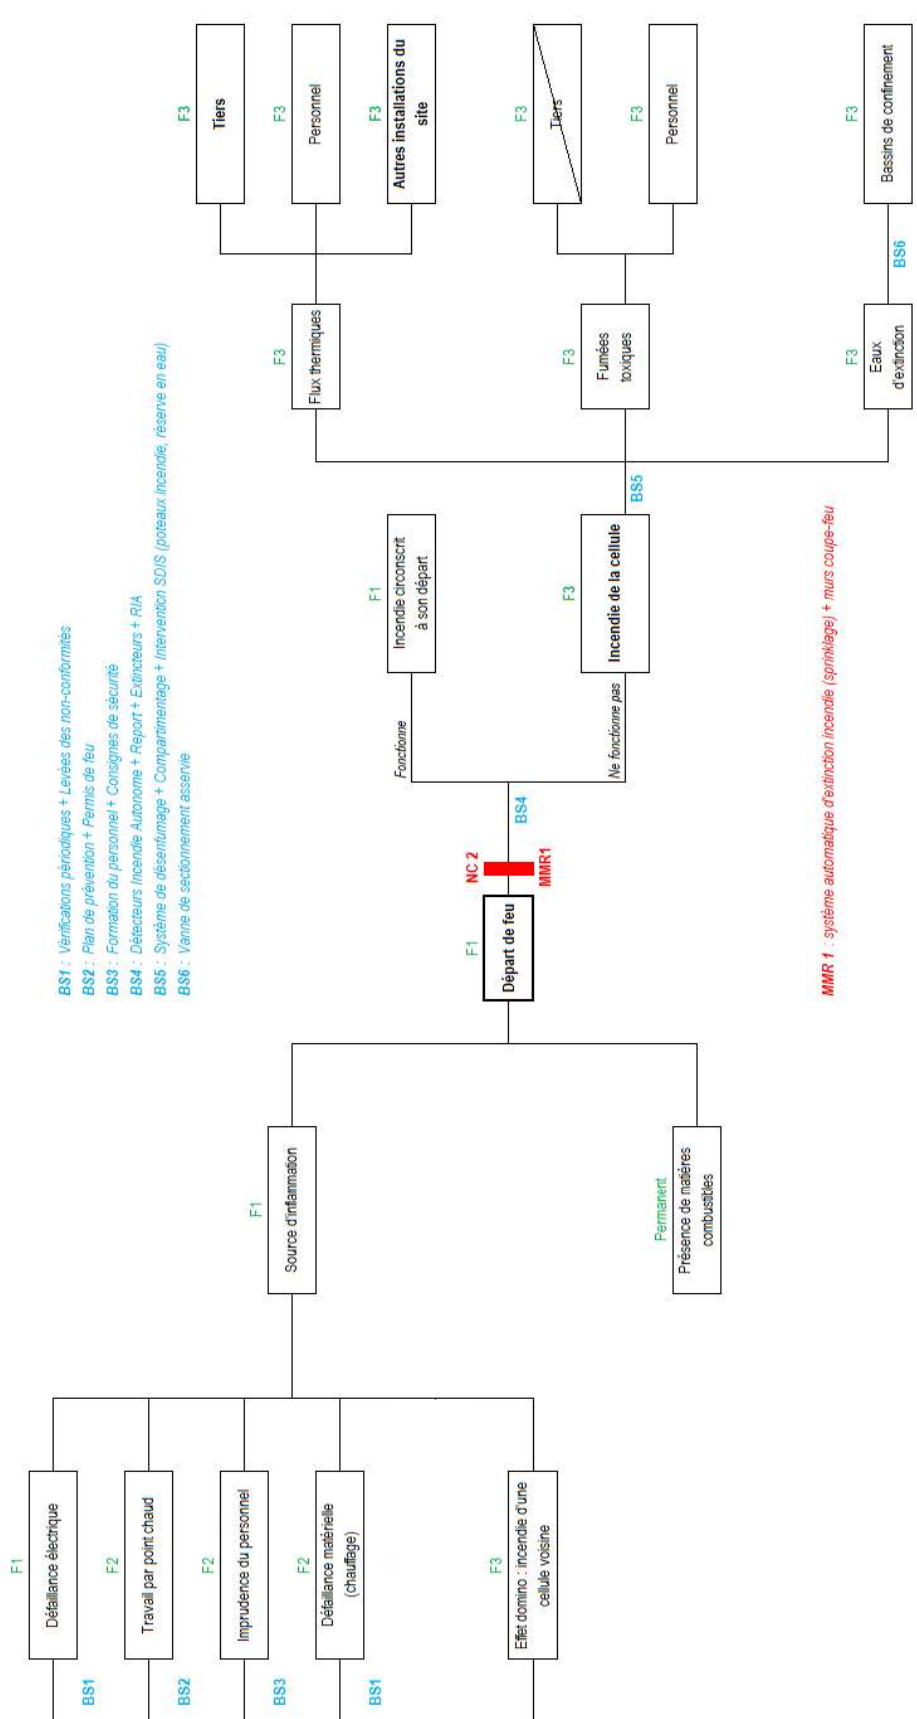 BS1 : Vérifications périodiques + Levées des non-conformités
BS2 : Plan de prévention + Permis de feu
BS3 : Formation du personnel + Consignes de sécurité
BS4 : Détecteurs Incendie Autonome + Report + Extincteurs + RIA
BS5 : Système de désenfumage + Compartimentage + Intervention SDIS (poteaux incendie, réserve en eau)
BS6 : Vanne de sectionnement asservie
BS1
F1
Défaillance électrique
BS2
F2
Travail par point chaud
BS3
F2
Imprudence du personnel
BS1
F2
Défaillance matérielle
(chauffage)
F3
Effet domino : incendie d'une
cellule voisine
F1
Source d'inflammation
Permanent
Présence de matières
combustibles
F1
Départ de feu
NC 2
MMR1
BS4
Fonctionne
Ne fonctionne pas
F1
Incendie circonscrit
à son départ
F3
Incendie de la cellule
BS5
F3
Flux thermiques
F3
Fumées
toxiques
F3
Eaux
d'extinction
BS6
F3
Tiers
F3
Personnel
F3
Autres installations du
site
F3
Tiers
F3
Personnel
F3
Bassins de confinement
MMR 1 : système automatique d'extinction incendie (sprinklage) + murs coupe-feu